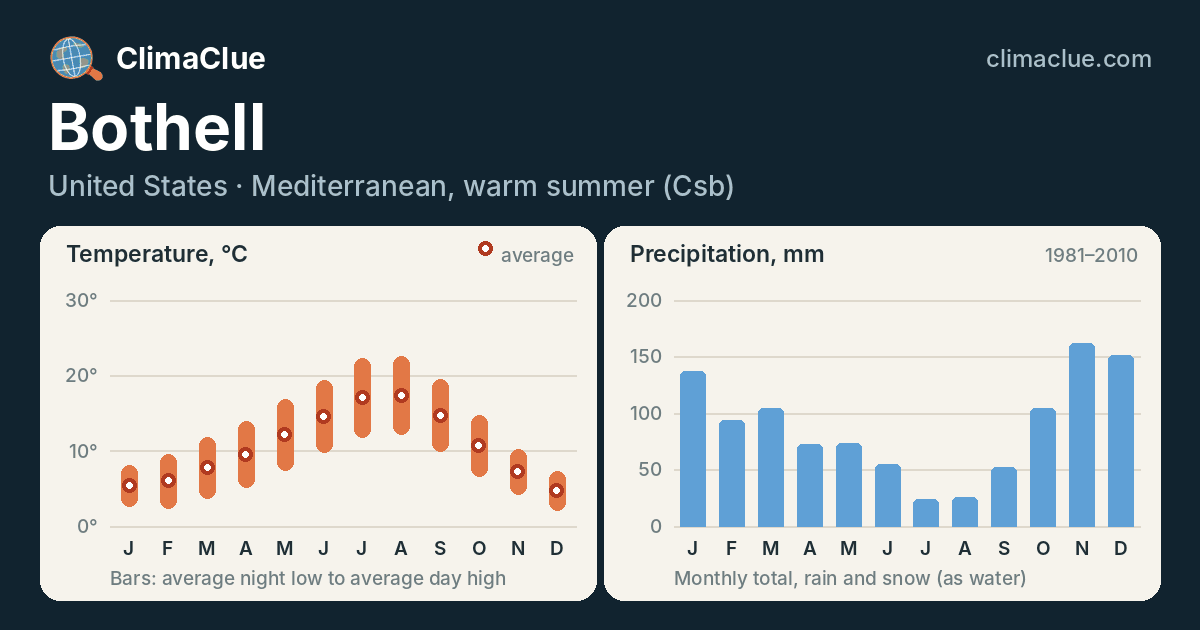 ClimaClue
climaclue.com
Bothell
United States · Mediterranean, warm summer (Csb)
Temperature, °C
average
30°
20°
10°
0°
J F M A M J J A S O N D
Bars: average night low to average day high
Precipitation, mm
1981–2010
200
150
100
50
0
J F M A M J J A S O N D
Monthly total, rain and snow (as water)